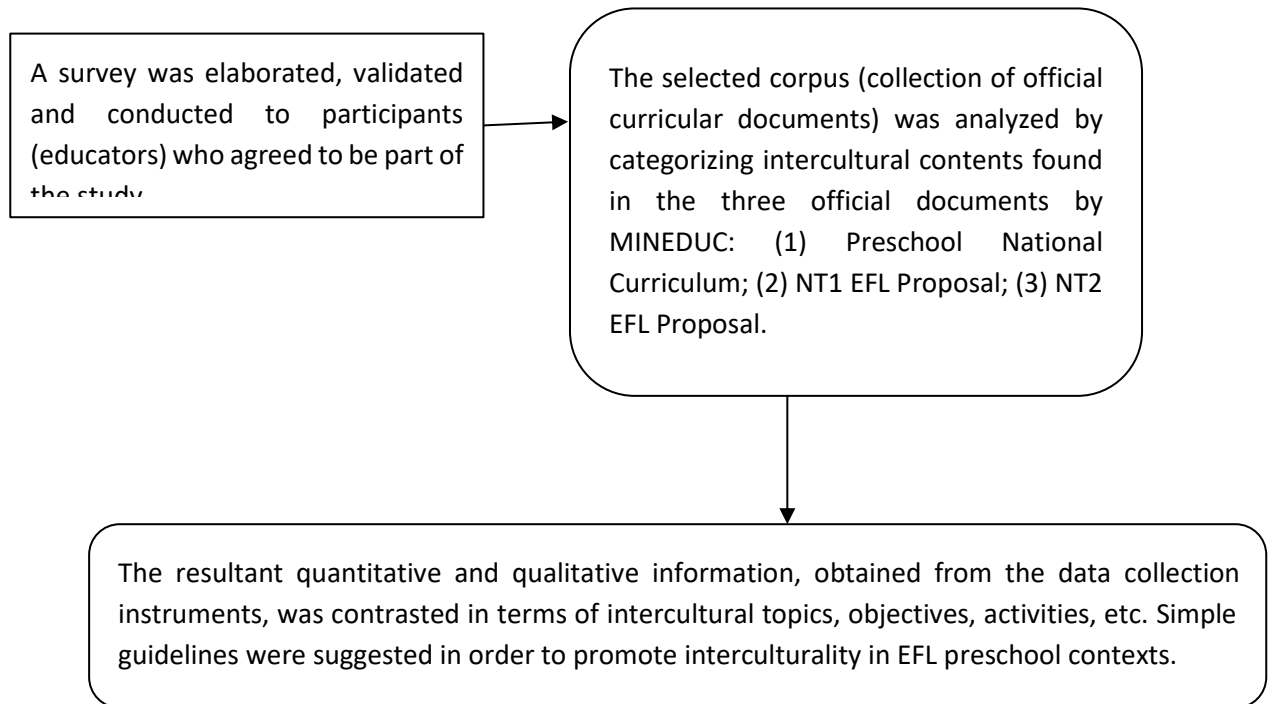 A survey was elaborated, validated
and conducted to participants
(educators) who agreed to be part of
the study
The selected corpus (collection of official
curricular documents) was analyzed by
categorizing intercultural contents found
in the three official documents by
MINEDUC: (1) Preschool National
Curriculum; (2) NT1 EFL Proposal; (3) NT2
EFL Proposal.
The resultant quantitative and qualitative information, obtained from the data collection
instruments, was contrasted in terms of intercultural topics, objectives, activities, etc. Simple
guidelines were suggested in order to promote interculturality in EFL preschool contexts.